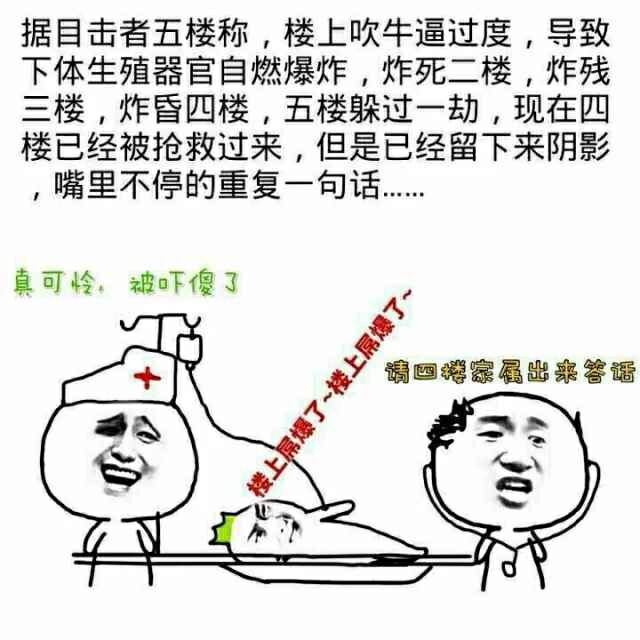 据目击者五楼称，楼上吹牛逼过度，导致
下体生殖器官自燃爆炸，炸死二楼，炸残
三楼，炸昏四楼，五楼躲过一劫，现在四
楼已经被抢救过来，但是已经留下来阴影
，嘴里不停的重复一句话……
真可怜，被吓傻了
楼上屌爆了~楼上屌爆了~
请四楼家属出来答话